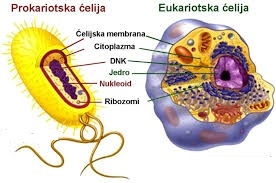 Prokariotska ćelija
Eukariotska ćelija
Ćelijska membrana
Citoplazma
DNK
Jedro
Nukleoid
Ribozomi